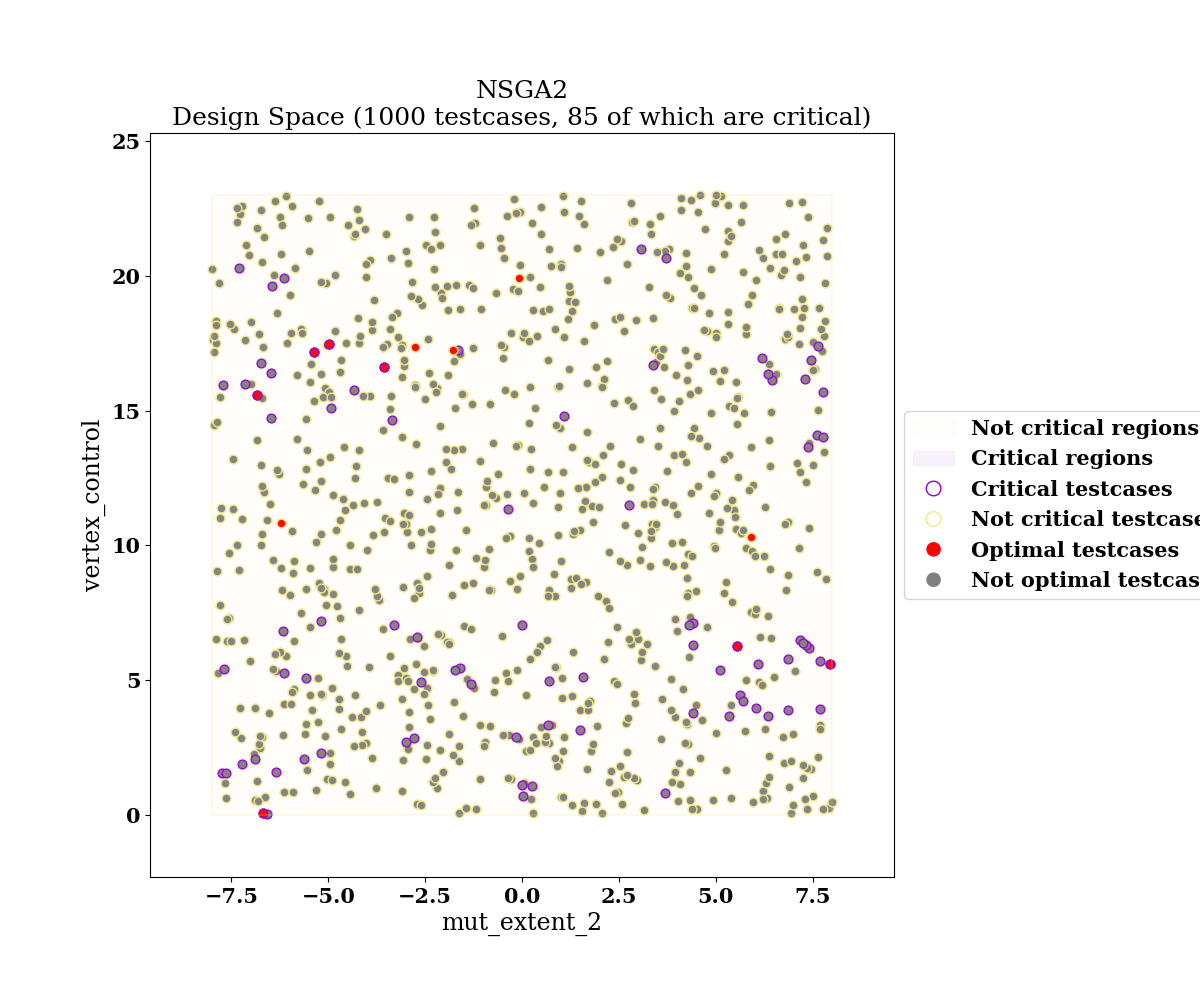 NSGA2
Design Space (1000 testcases, 85 of which are critical)
25
20
15
10
5
0
vertex_control
−7.5
−5.0
−2.5
0.0
2.5
5.0
7.5
mut_extent_2
Not critical regions
Critical regions
Critical testcases
Not critical testcase
Optimal testcases
Not optimal testcas